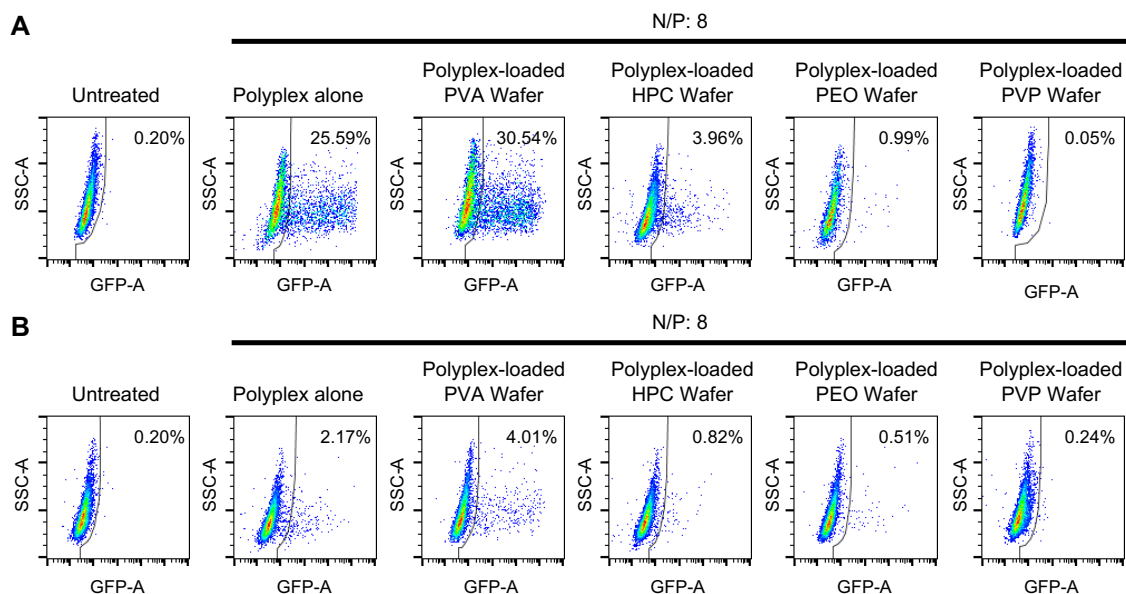 A
N/P: 8
Untreated
Polyplex alone
Polyplex-loaded
PVA Wafer
Polyplex-loaded
HPC Wafer
Polyplex-loaded
PEO Wafer
Polyplex-loaded
PVP Wafer
0.20%
25.59%
30.54%
3.96%
0.99%
0.05%
SSC-A
SSC-A
SSC-A
SSC-A
SSC-A
SSC-A
GFP-A
GFP-A
GFP-A
GFP-A
GFP-A
GFP-A
B
N/P: 8
Untreated
Polyplex alone
Polyplex-loaded
PVA Wafer
Polyplex-loaded
HPC Wafer
Polyplex-loaded
PEO Wafer
Polyplex-loaded
PVP Wafer
0.20%
2.17%
4.01%
0.82%
0.51%
0.24%
SSC-A
SSC-A
SSC-A
SSC-A
SSC-A
SSC-A
GFP-A
GFP-A
GFP-A
GFP-A
GFP-A
GFP-A